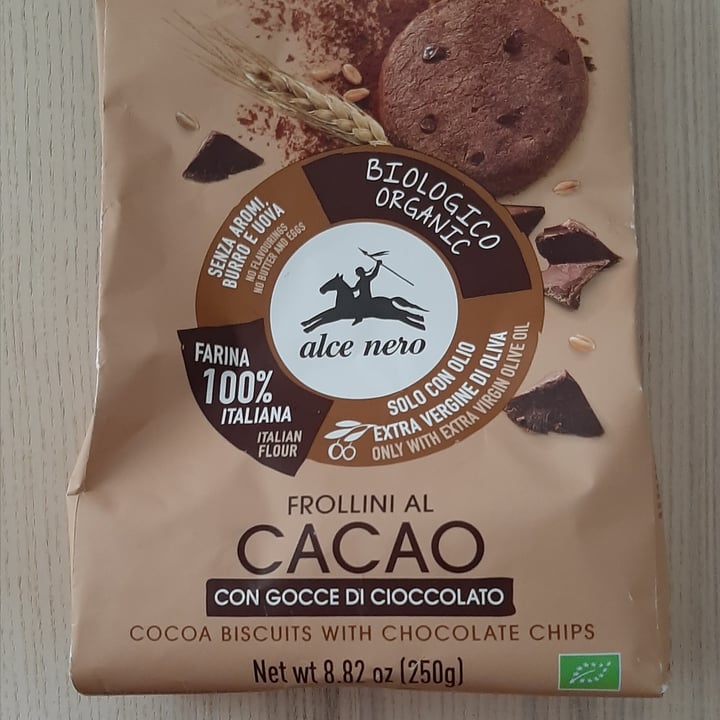 BIOLOGICO
ORGANIC
SENZA AROMI,
BURRO E UOVA
NO FLAVOURINGS
NO BUTTER AND EGGS
alce nero
FARINA
100%
ITALIANA
ITALIAN
FLOUR
SOLO CON OLIO
EXTRA VERGINE DI OLIVA
ONLY WITH EXTRA VIRGIN OLIVE OIL
FROLLINI AL
CACAO
CON GOCCE DI CIOCCOLATO
COCOA BISCUITS WITH CHOCOLATE CHIPS
Net wt 8.82 oz (250g)